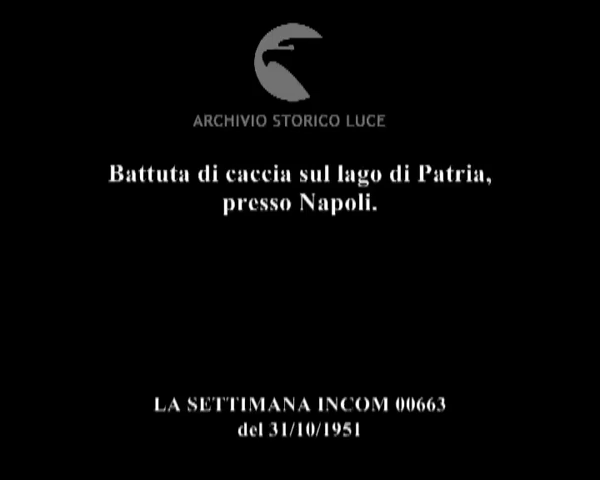 ARCHIVIO STORICO LUCE
Battuta di caccia sul lago di Patria,
presso Napoli.
LA SETTIMANA INCOM 00663
del 31/10/1951